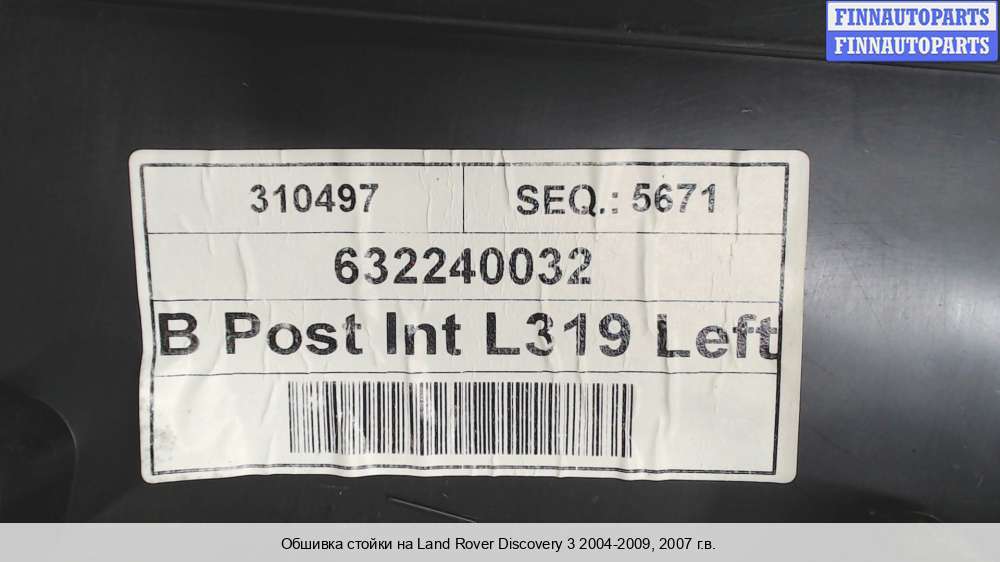 FINNAUTOPARTS
FINNAUTOPARTS
310497 SEQ.: 5671
632240032
B Post Int L319 Left
Обшивка стойки на Land Rover Discovery 3 2004-2009, 2007 г.в.